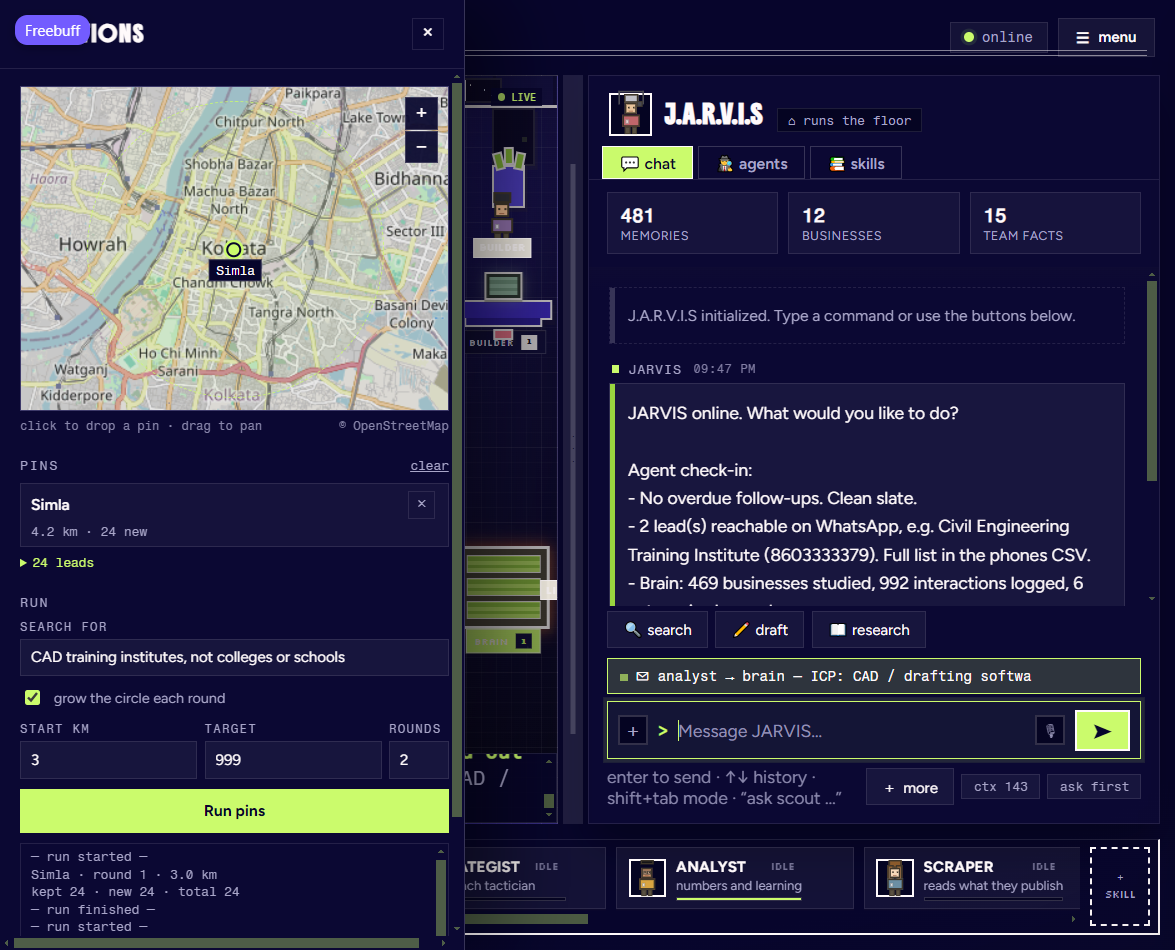 Freebuff
IONS
×
Paikpara
Chitpur North
Lake Town
Shobha Bazar
Haora
Machua Bazar
North
Bidhanna
Howrah
Kolkata
Sector III
Simla
Chandni Chowk
Tangra North
Basani Devi
Colony
Ho Chi Minh
Sarani
Watganj
Maka
Kidderpore
Kolkata
+
−
click to drop a pin · drag to pan
© OpenStreetMap
PINS
clear
Simla
×
4.2 km · 24 new
24 leads
RUN
SEARCH FOR
CAD training institutes, not colleges or schools
grow the circle each round
START KM
TARGET
ROUNDS
3
999
2
Run pins
— run started —
Simla · round 1 · 3.0 km
kept 24 · new 24 · total 24
— run finished —
— run started —
online
☰ menu
LIVE
BUILDER
BUILDER 1
BRAIN 1
AD /
J.A.R.V.I.S
⌂ runs the floor
chat
agents
skills
481
MEMORIES
12
BUSINESSES
15
TEAM FACTS
J.A.R.V.I.S initialized. Type a command or use the buttons below.
JARVIS 09:47 PM
JARVIS online. What would you like to do?
Agent check-in:
- No overdue follow-ups. Clean slate.
- 2 lead(s) reachable on WhatsApp, e.g. Civil Engineering
Training Institute (8603333379). Full list in the phones CSV.
- Brain: 469 businesses studied, 992 interactions logged, 6
search
draft
research
analyst → brain — ICP: CAD / drafting softwa
+
> Message JARVIS...
enter to send · ↑↓ history ·
shift+tab mode · "ask scout ..."
+ more
ctx 143
ask first
ATEGIST IDLE
ch tactician
ANALYST IDLE
numbers and learning
SCRAPER IDLE
reads what they publish
+
SKILL